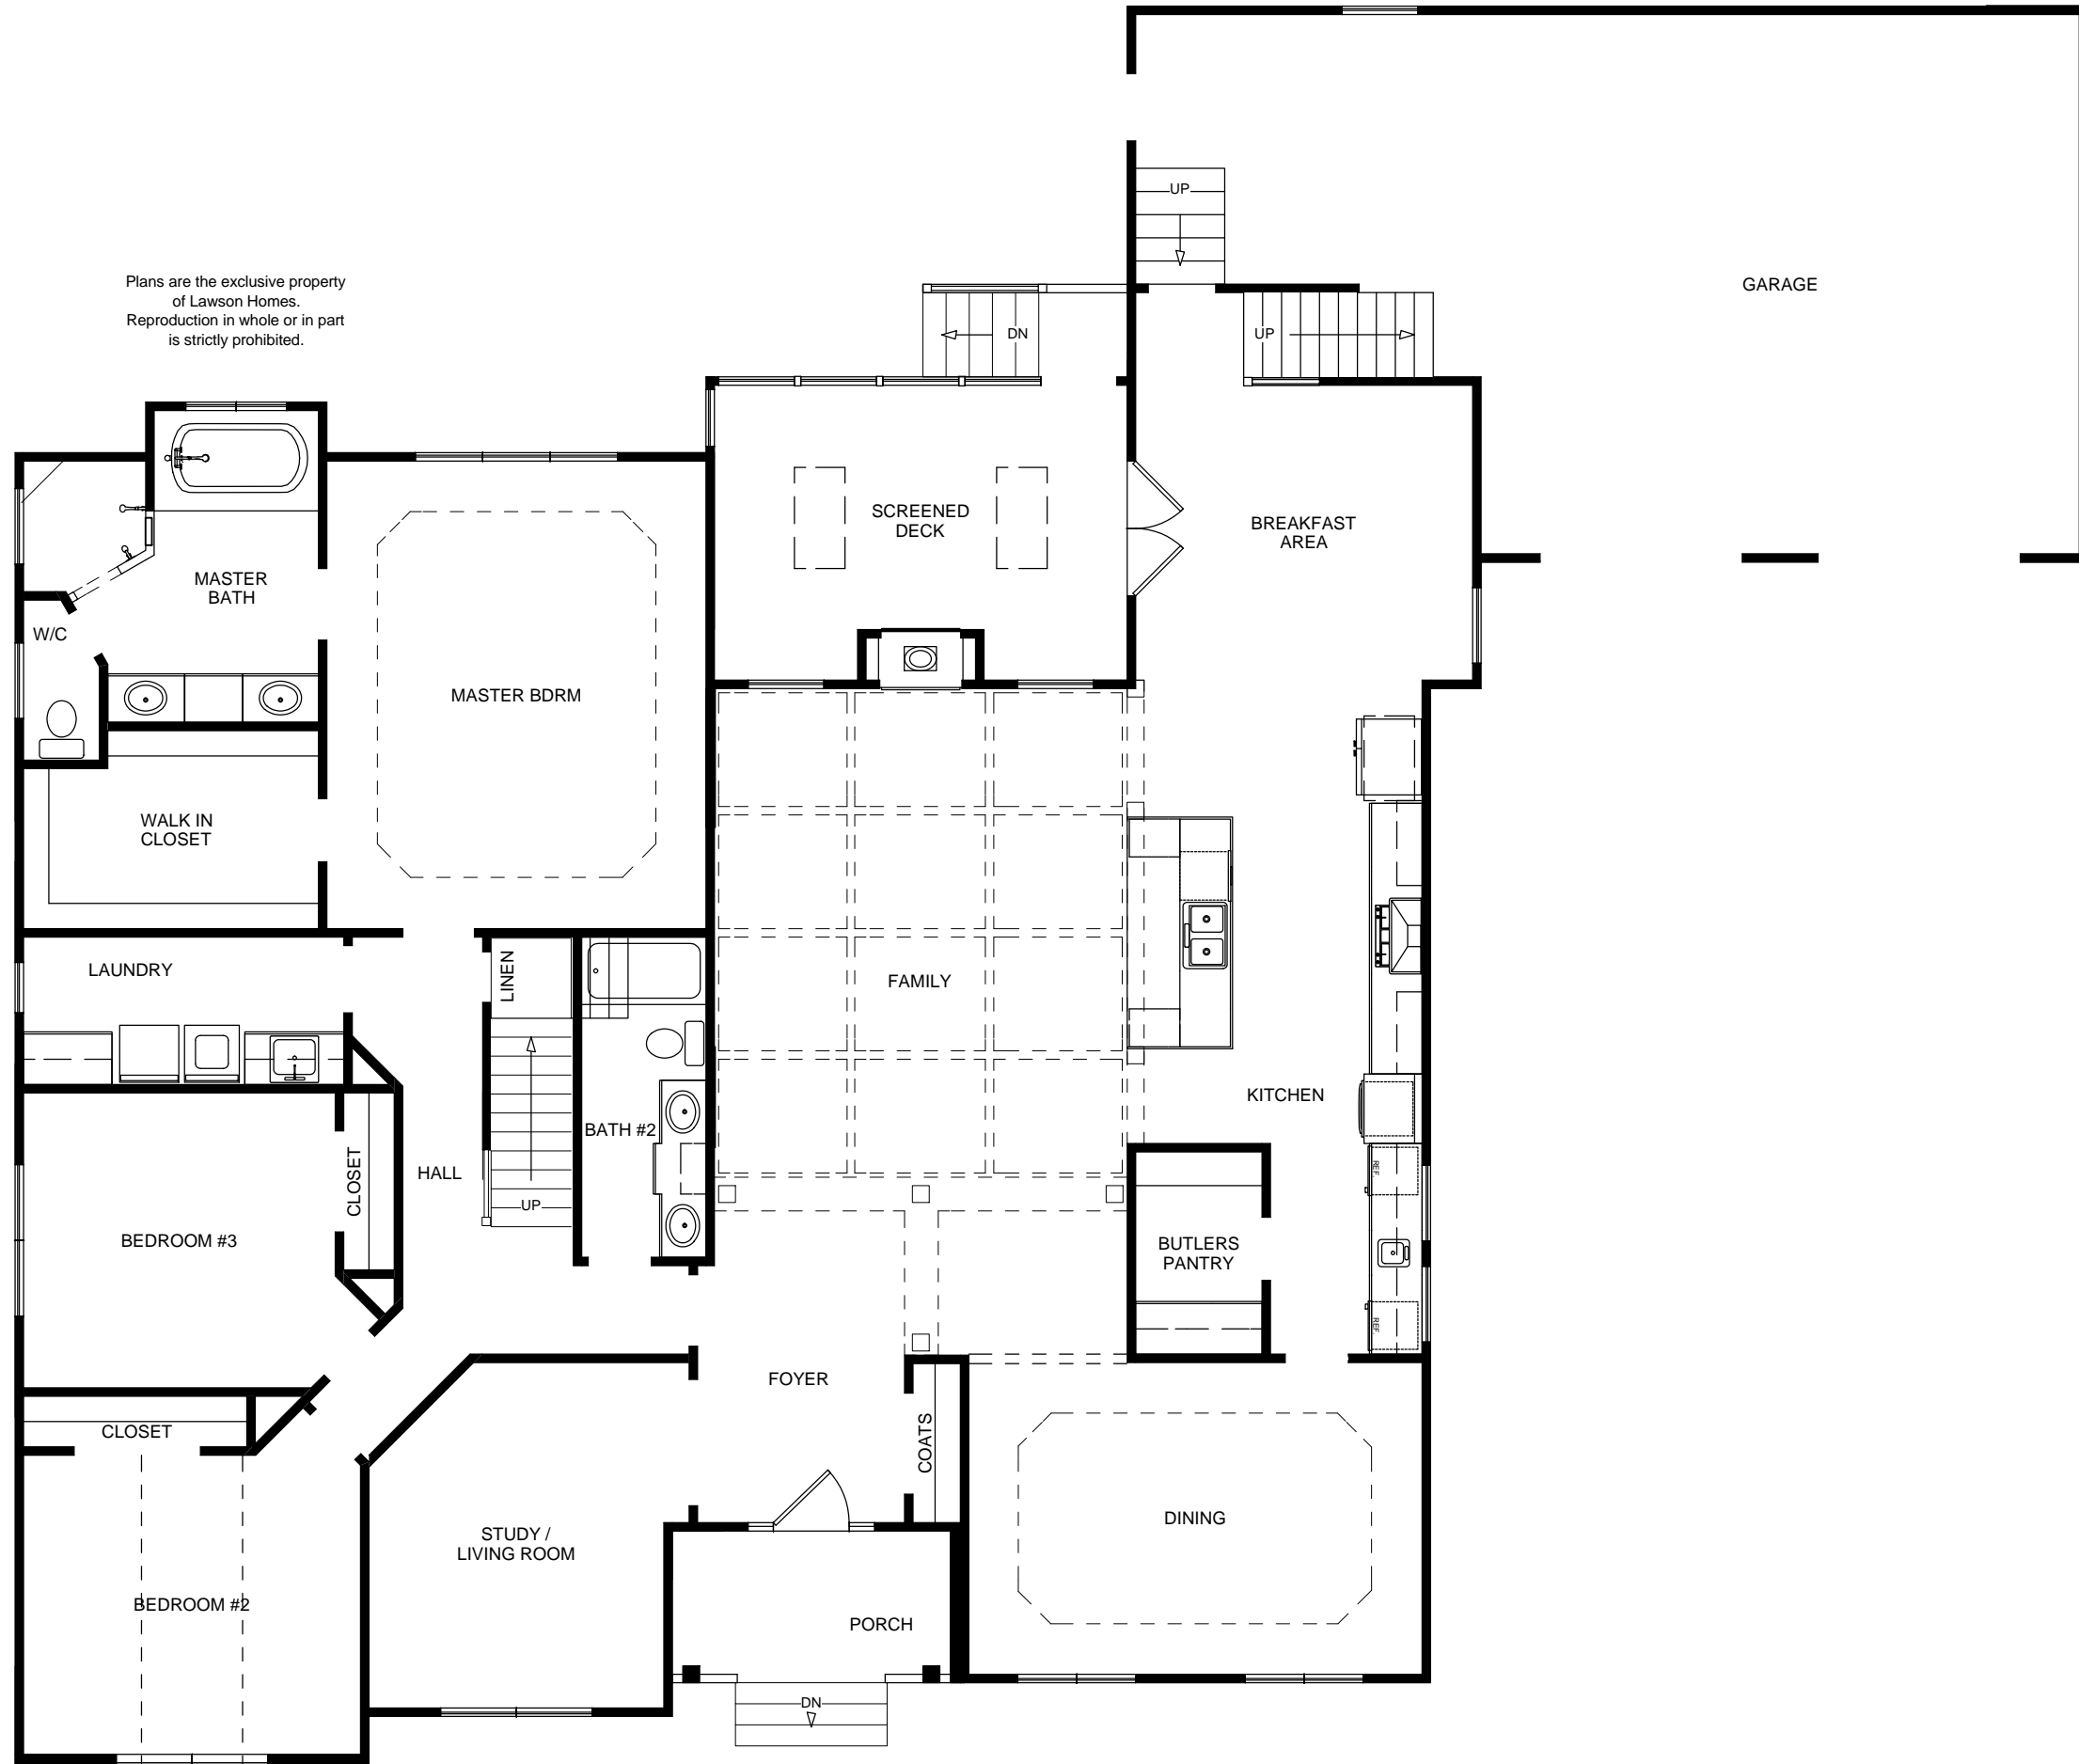 UP
Plans are the exclusive property
of Lawson Homes.
Reproduction in whole or in part
is strictly prohibited.
GARAGE
DN
UP
SCREENED
DECK
BREAKFAST
AREA
MASTER
BATH
W/C
MASTER BDRM
WALK IN
CLOSET
LAUNDRY
LINEN
FAMILY
KITCHEN
BATH #2
HALL
CLOSET
UP
REF.
BEDROOM #3
BUTLERS
PANTRY
REF.
FOYER
CLOSET
COATS
DINING
STUDY /
LIVING ROOM
BEDROOM #2
PORCH
DN